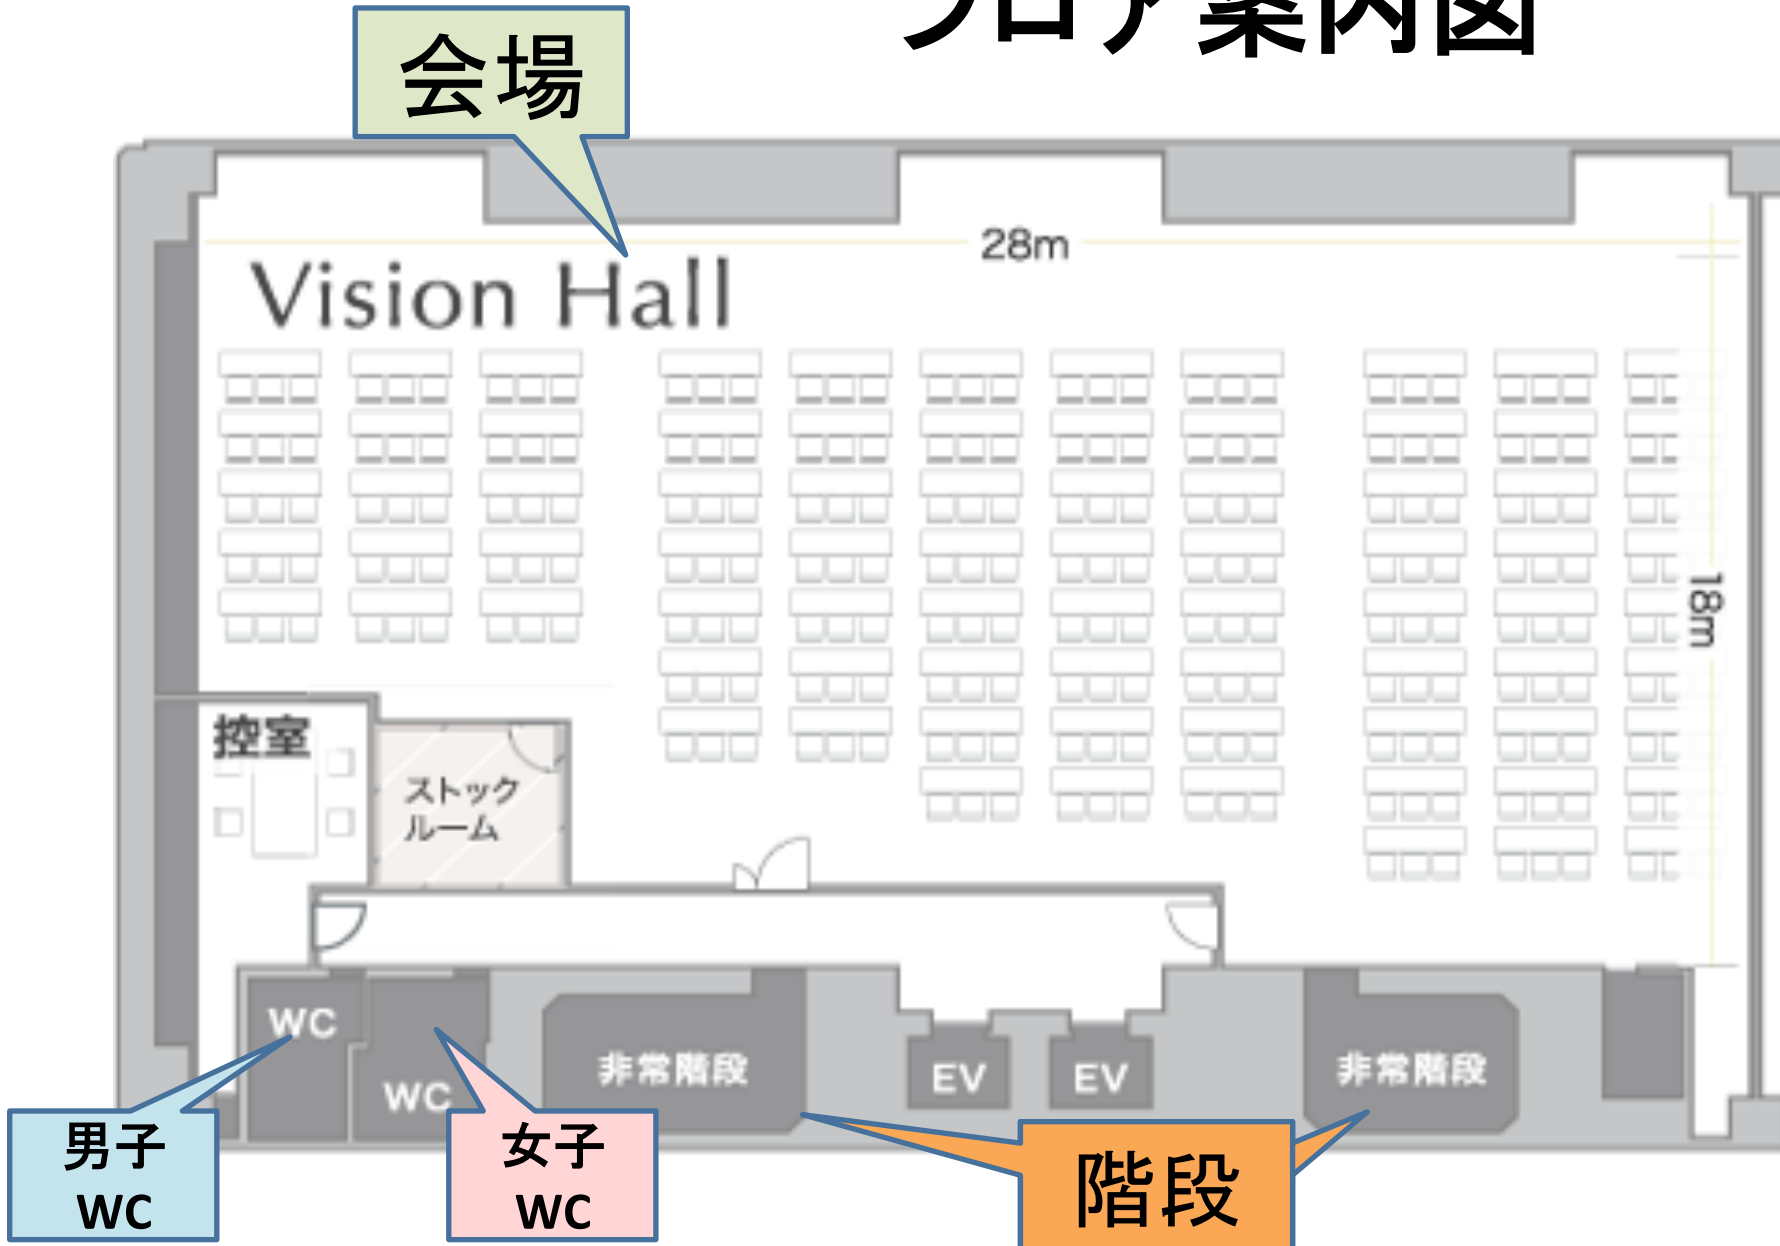 フロア案内図
会場
28m
Vision Hall
18m
控室
ストック
ルーム
WC
WC
非常階段
EV
EV
非常階段
男子
WC
女子
WC
階段